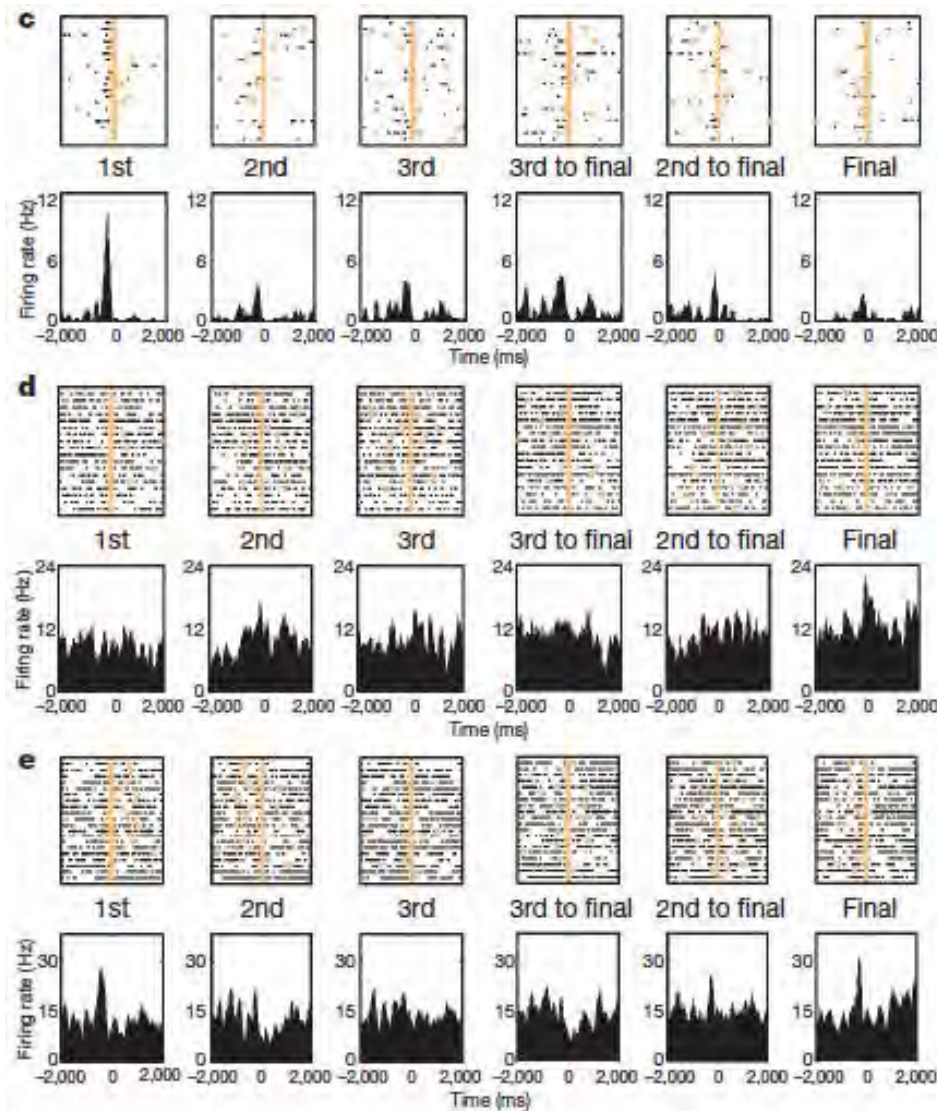 c
1st 2nd 3rd 3rd to final 2nd to final Final
Firing rate (Hz)
12 12 12 12 12 12
6 6 6 6 6 6
0 0 0 0 0 0
−2,000 0 2,000 −2,000 0 2,000 −2,000 0 2,000 −2,000 0 2,000 −2,000 0 2,000 −2,000 0 2,000
Time (ms)
d
1st 2nd 3rd 3rd to final 2nd to final Final
Firing rate (Hz)
24 24 24 24 24 24
12 12 12 12 12 12
0 0 0 0 0 0
−2,000 0 2,000 −2,000 0 2,000 −2,000 0 2,000 −2,000 0 2,000 −2,000 0 2,000 −2,000 0 2,000
Time (ms)
e
1st 2nd 3rd 3rd to final 2nd to final Final
Firing rate (Hz)
30 30 30 30 30 30
15 15 15 15 15 15
0 0 0 0 0 0
−2,000 0 2,000 −2,000 0 2,000 −2,000 0 2,000 −2,000 0 2,000 −2,000 0 2,000 −2,000 0 2,000
Time (ms)